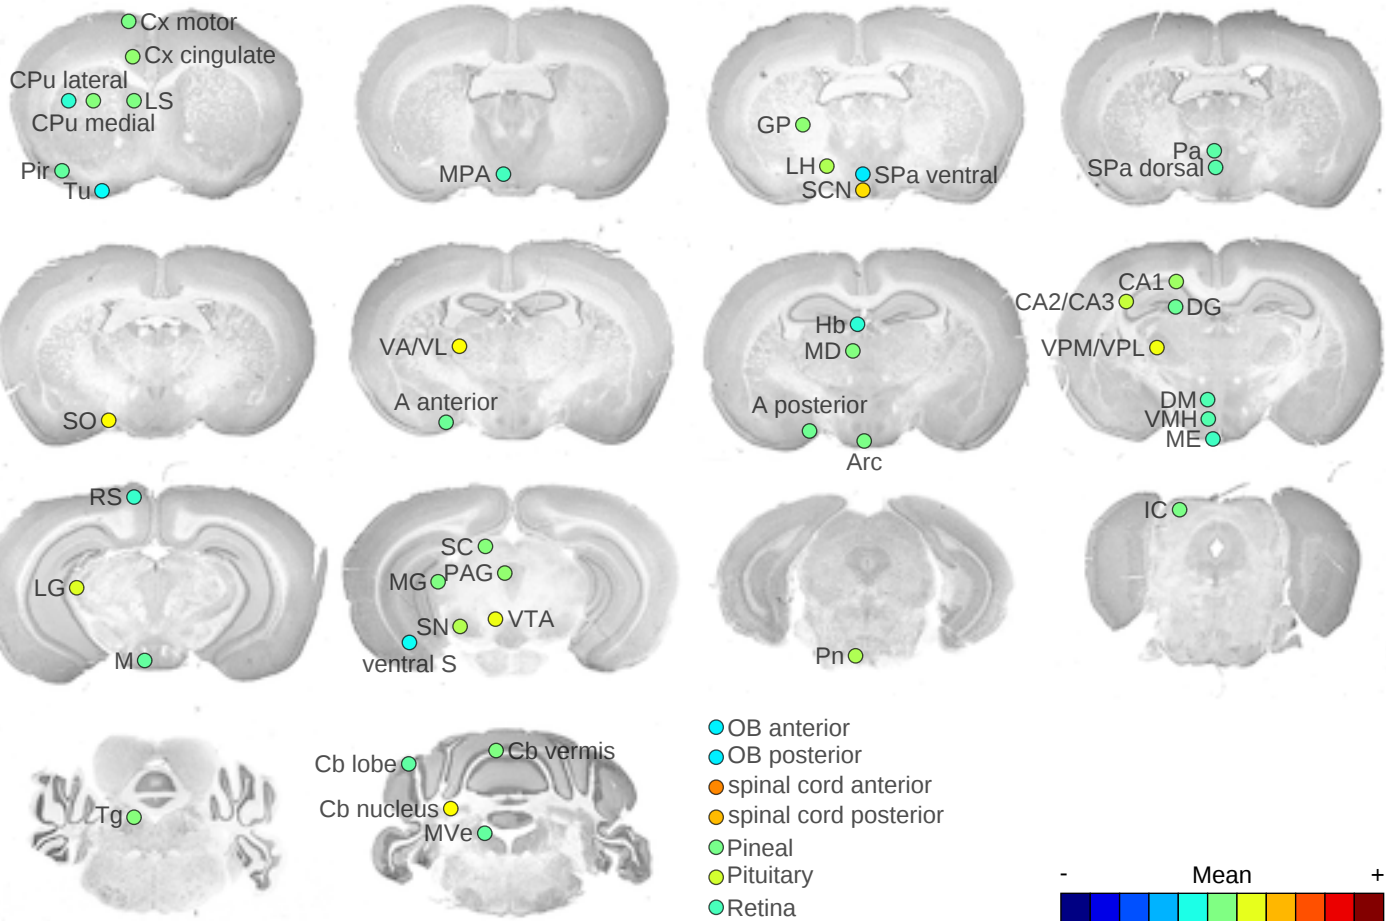 Cx motor
Cx cingulate
CPu lateral
LS
CPu medial
Pir
Tu
MPA
GP
LH
SPa ventral
SCN
Pa
SPa dorsal
SO
VA/VL
A anterior
Hb
MD
A posterior
Arc
CA1
CA2/CA3
DG
VPM/VPL
DM
VMH
ME
RS
LG
M
SC
PAG
MG
VTA
SN
ventral S
Pn
IC
Tg
Cb vermis
Cb lobe
Cb nucleus
MVe
OB anterior
OB posterior
spinal cord anterior
spinal cord posterior
Pineal
Pituitary
Retina
- Mean +